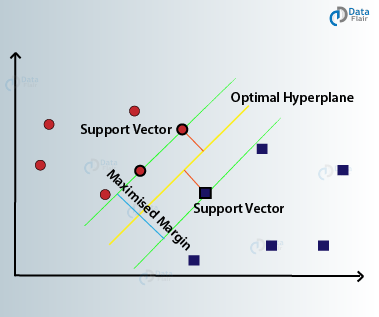 Data
Flair
Optimal Hyperplane
Support Vector
Maximised Margin
Support Vector